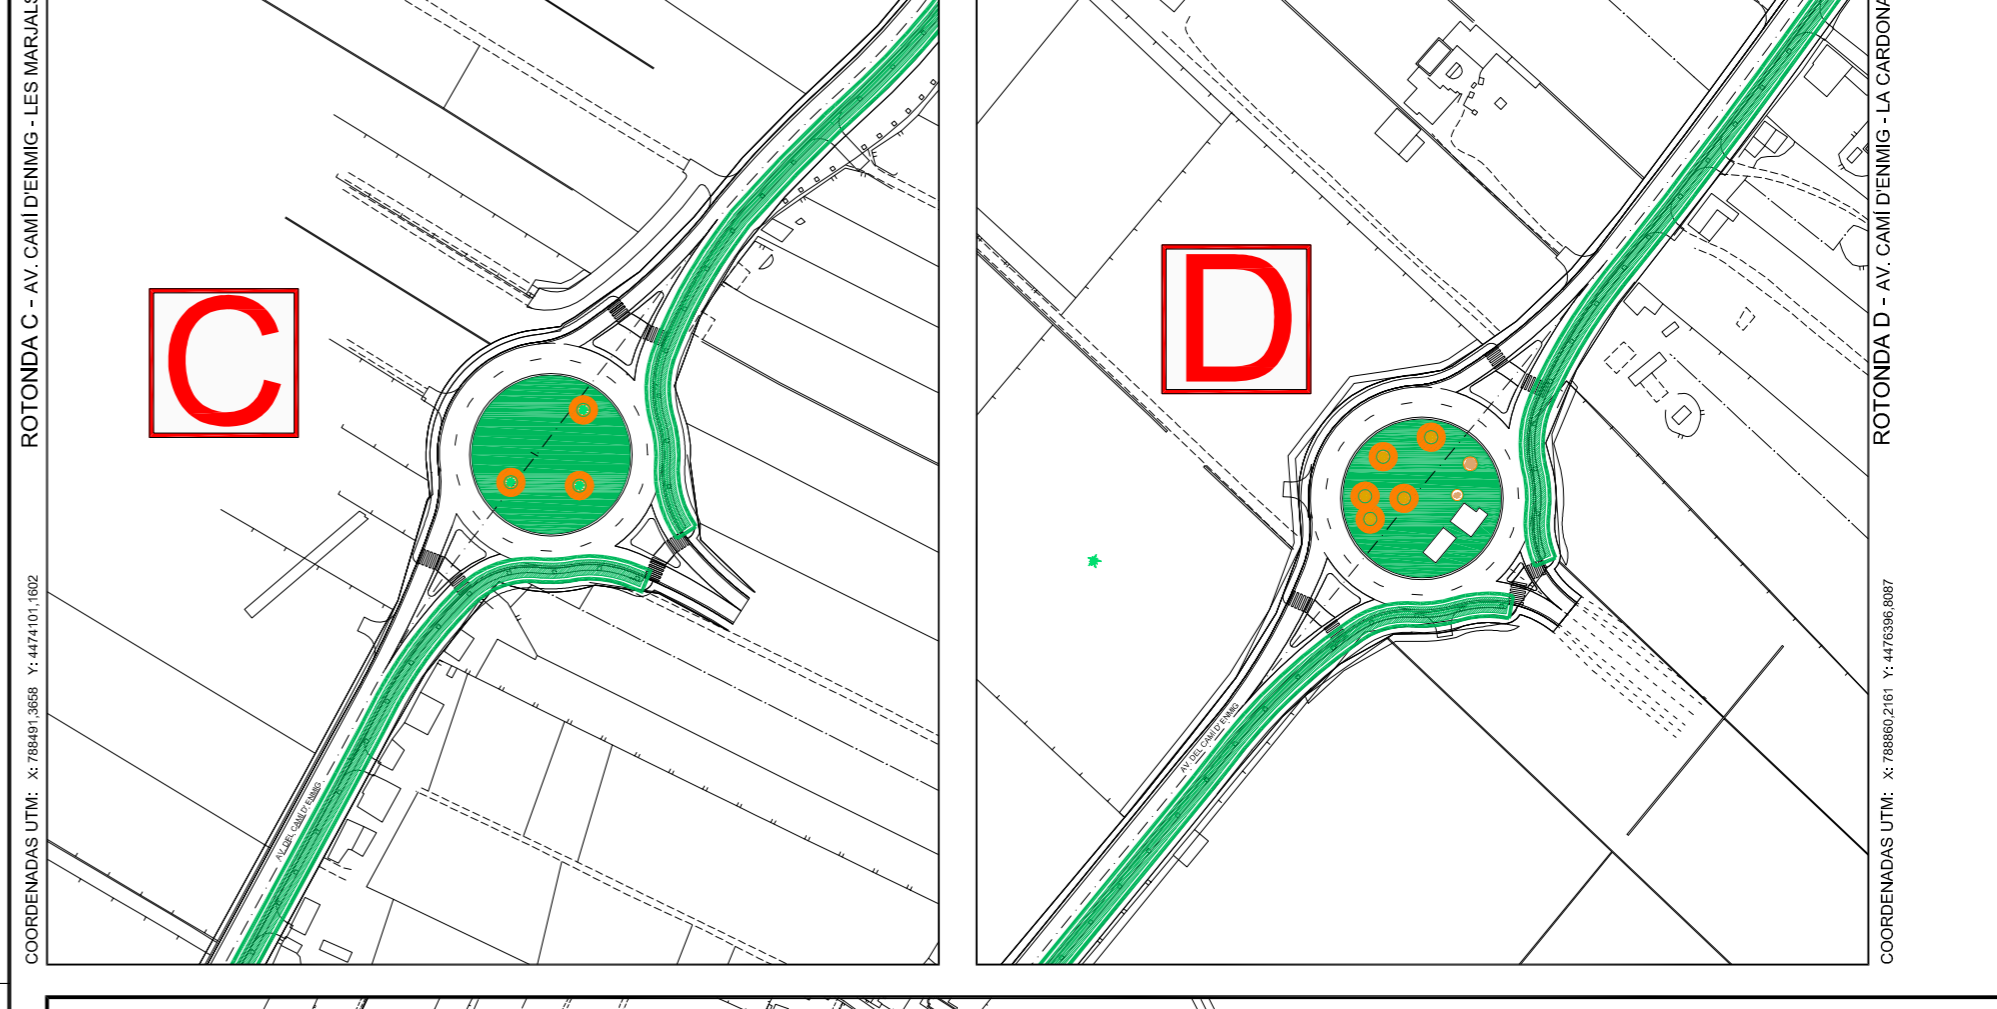 ROTONDA C - AV. CAMÍ D'ENMIG - LES MARJALS
COORDENADAS UTM: X: 788491,3658 Y: 4474101,1602
C
AV. DEL CAMÍ D' ENMIG
D
AV. DEL CAMÍ D' ENMIG
ROTONDA D - AV. CAMÍ D'ENMIG - LA CARDONA
COORDENADAS UTM: X: 788860,2161 Y: 4476396,8087